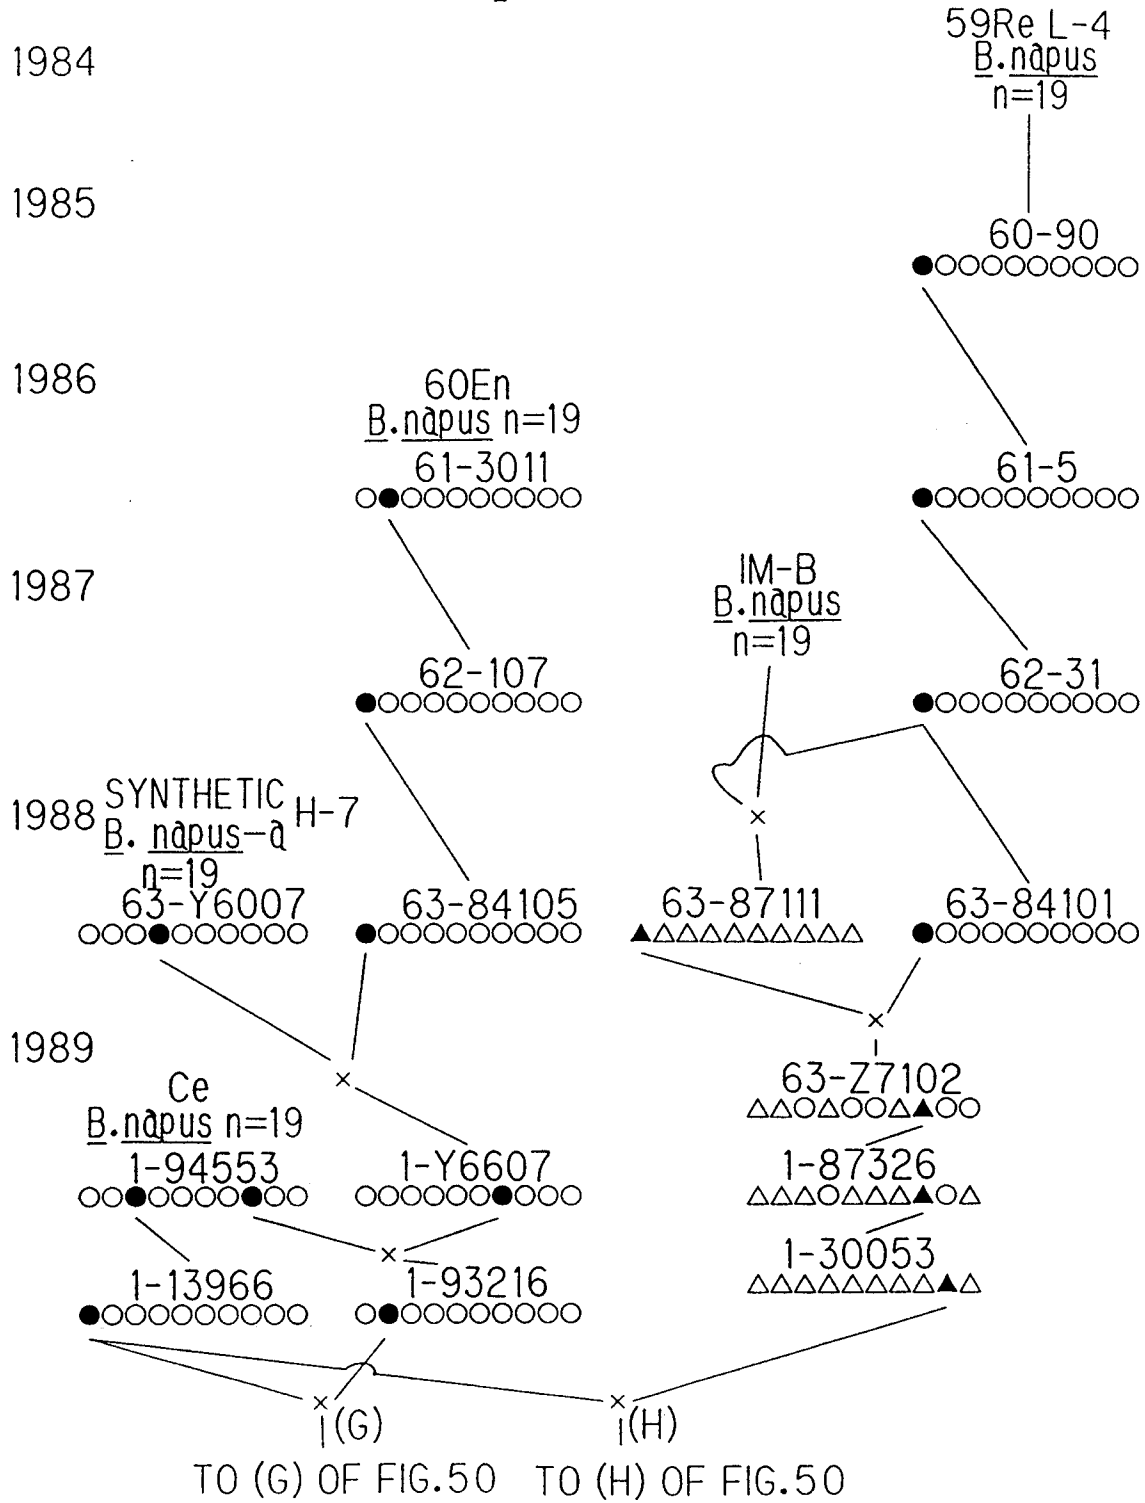 1984
59Re L-4
B.napus
n=19
1985
60-90
1986
60En
B.napus n=19
61-3011
61-5
1987
IM-B
B.napus
n=19
62-107
62-31
1988
SYNTHETIC
B. napus-a
H-7
n=19
63-Y6007
63-84105
63-87111
63-84101
×
×
1989
×
63-Z7102
Ce
B.napus n=19
1-94553
1-Y6607
1-87326
×
1-13966
1-93216
1-30053
× (G)
× (H)
TO (G) OF FIG.50
TO (H) OF FIG.50